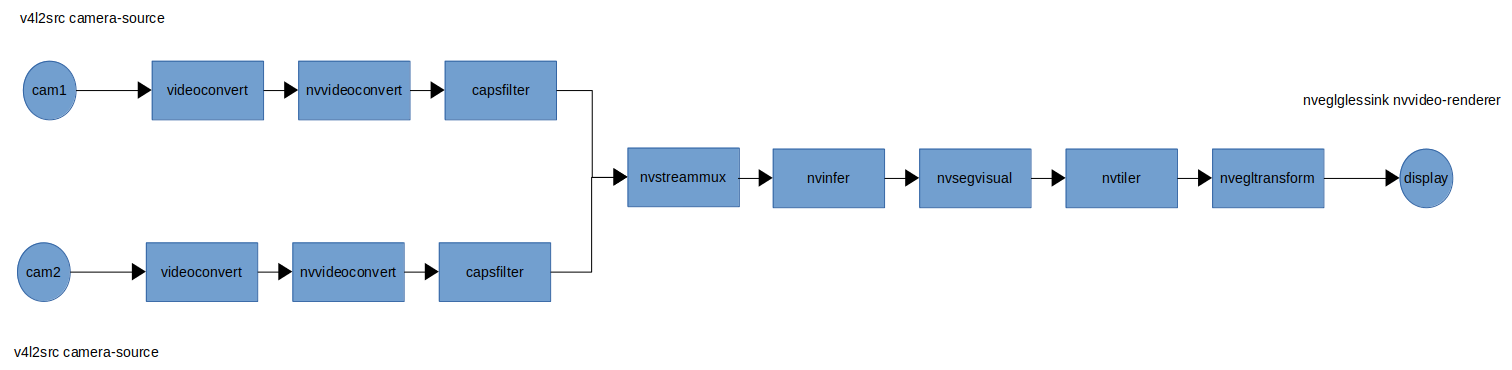 v4l2src camera-source
cam1
videoconvert
nvvideoconvert
capsfilter
nveglglessink nvvideo-renderer
nvstreammux
nvinfer
nvsegvisual
nvtiler
nvegltransform
display
cam2
videoconvert
nvvideoconvert
capsfilter
v4l2src camera-source